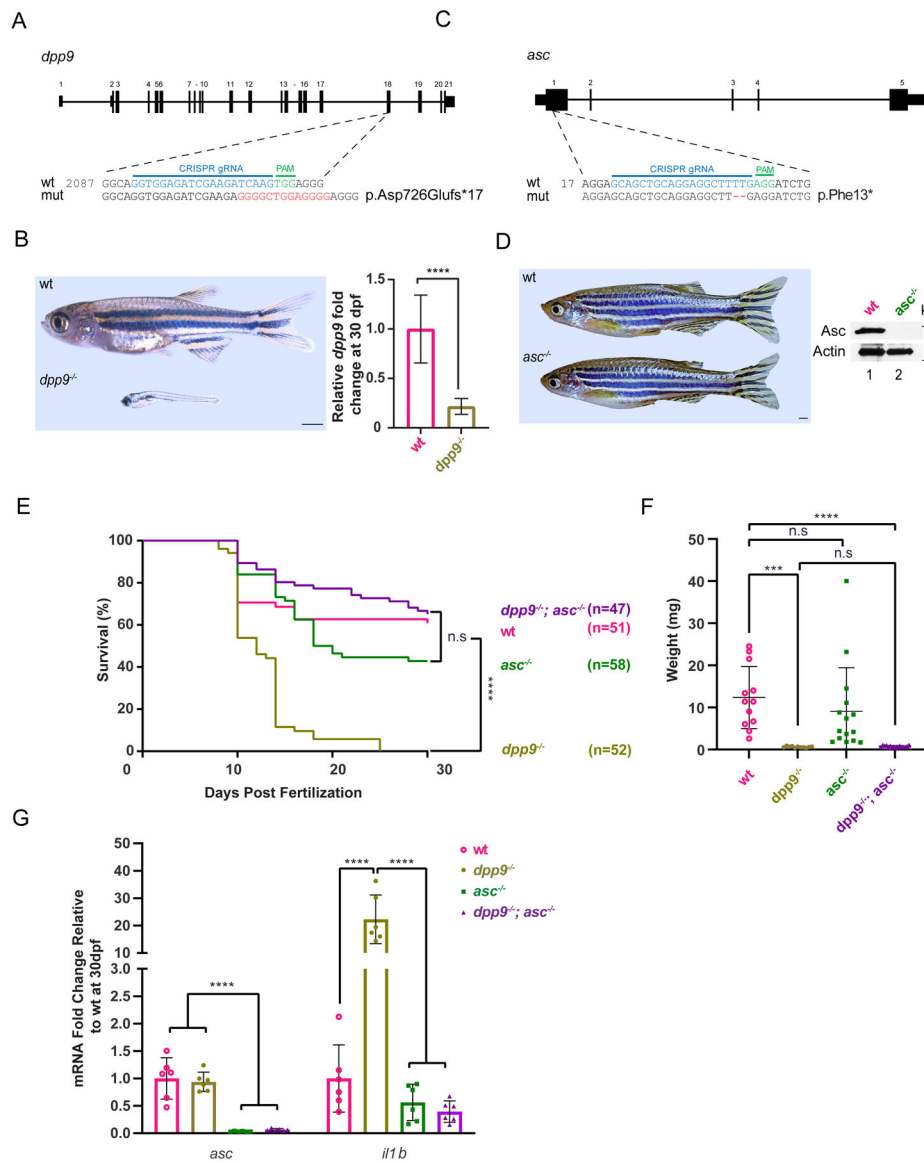 A
dpp9
1 2 3 4 5 6 7 - 10 11 12 13 - 16 17 18 19 20 21
CRISPR gRNA PAM
wt 2087 GGCAGGTGGAGATCGAAGATCAAGTGGAGGG
mut GGCAGGTGGAGATCGAAGAGGGGCTGGAGGGGAGGG p.Asp726Glufs*17
C
asc
1 2 3 4 5
CRISPR gRNA PAM
wt 17 AGGAGCAGCTGCAGGAGGCTTTTGAGGATCTG
mut AGGAGCAGCTGCAGGAGGCTT--GAGGATCTG p.Phe13*
B
wt
dpp9-/-
Relative dpp9 fold
change at 30 dpf
1.5
1.0
0.5
0
****
wt
dpp9-/-
D
wt
asc-/-
wt asc-/-
Asc
Actin
1 2
E
Survival (%)
100
80
60
40
20
0
0 10 20 30
Days Post Fertilization
n.s
****
dpp9-/-; asc-/- (n=47)
wt (n=51)
asc-/- (n=58)
dpp9-/- (n=52)
F
Weight (mg)
50
40
30
20
10
0
****
n.s
n.s
***
wt
dpp9-/-
asc-/-
dpp9-/-; asc-/-
G
mRNA Fold Change Relative
to wt at 30dpf
50
40
30
20
10
3.0
2.5
2.0
1.5
1.0
0.5
0.0
****
**** ****
wt
dpp9-/-
asc-/-
dpp9-/-; asc-/-
asc il1b